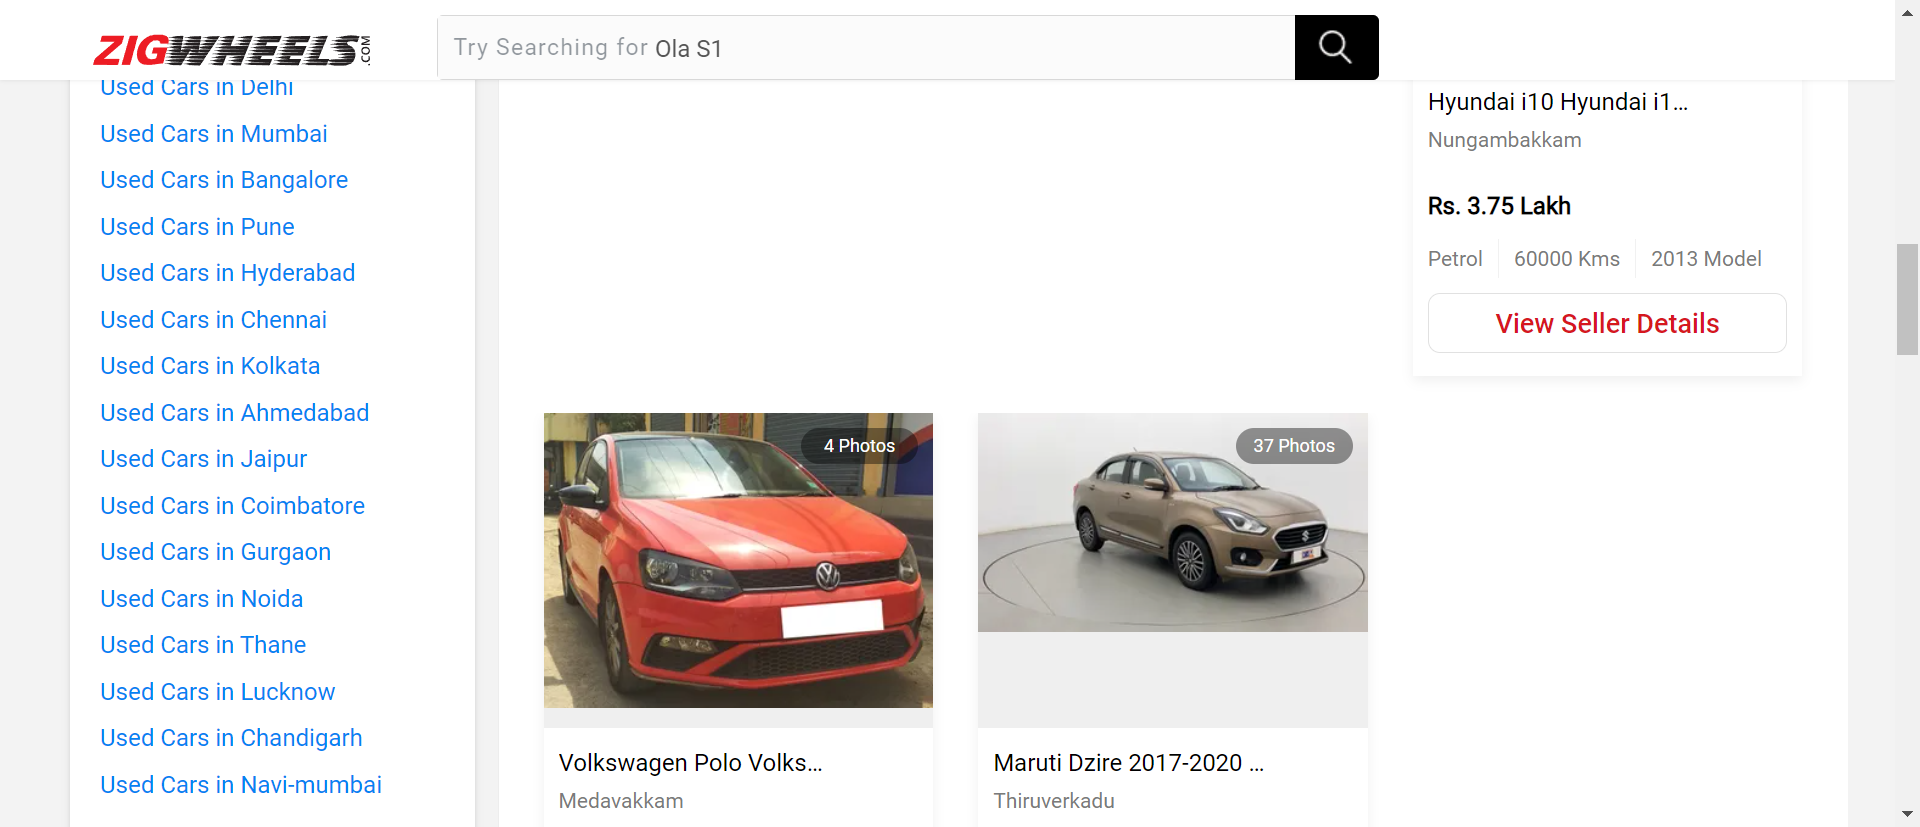 ZIGWHEELS.COM
Try Searching for Ola S1
Used Cars in Delhi
Used Cars in Mumbai
Used Cars in Bangalore
Used Cars in Pune
Used Cars in Hyderabad
Used Cars in Chennai
Used Cars in Kolkata
Used Cars in Ahmedabad
Used Cars in Jaipur
Used Cars in Coimbatore
Used Cars in Gurgaon
Used Cars in Noida
Used Cars in Thane
Used Cars in Lucknow
Used Cars in Chandigarh
Used Cars in Navi-mumbai
Hyundai i10 Hyundai i1...
Nungambakkam
Rs. 3.75 Lakh
Petrol
60000 Kms
2013 Model
View Seller Details
4 Photos
Volkswagen Polo Volks...
Medavakkam
37 Photos
Maruti Dzire 2017-2020 ...
Thiruverkadu